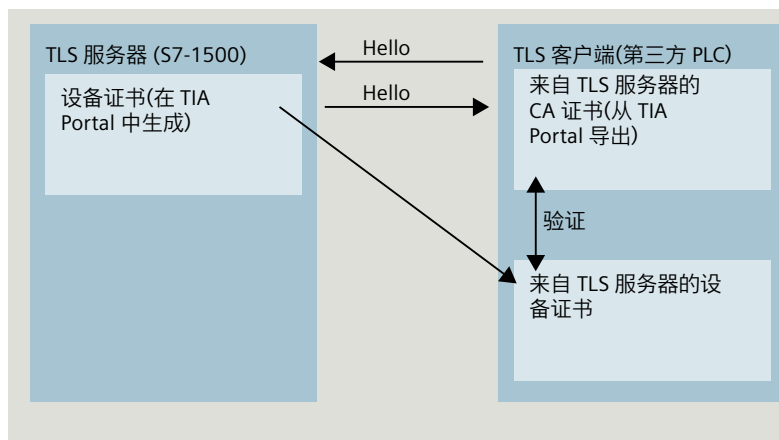 TLS 服务器 (S7-1500)
设备证书(在 TIA
Portal 中生成)
Hello
Hello
TLS 客户端(第三方 PLC)
来自 TLS 服务器的
CA 证书(从 TIA
Portal 导出)
验证
来自 TLS 服务器的设
备证书